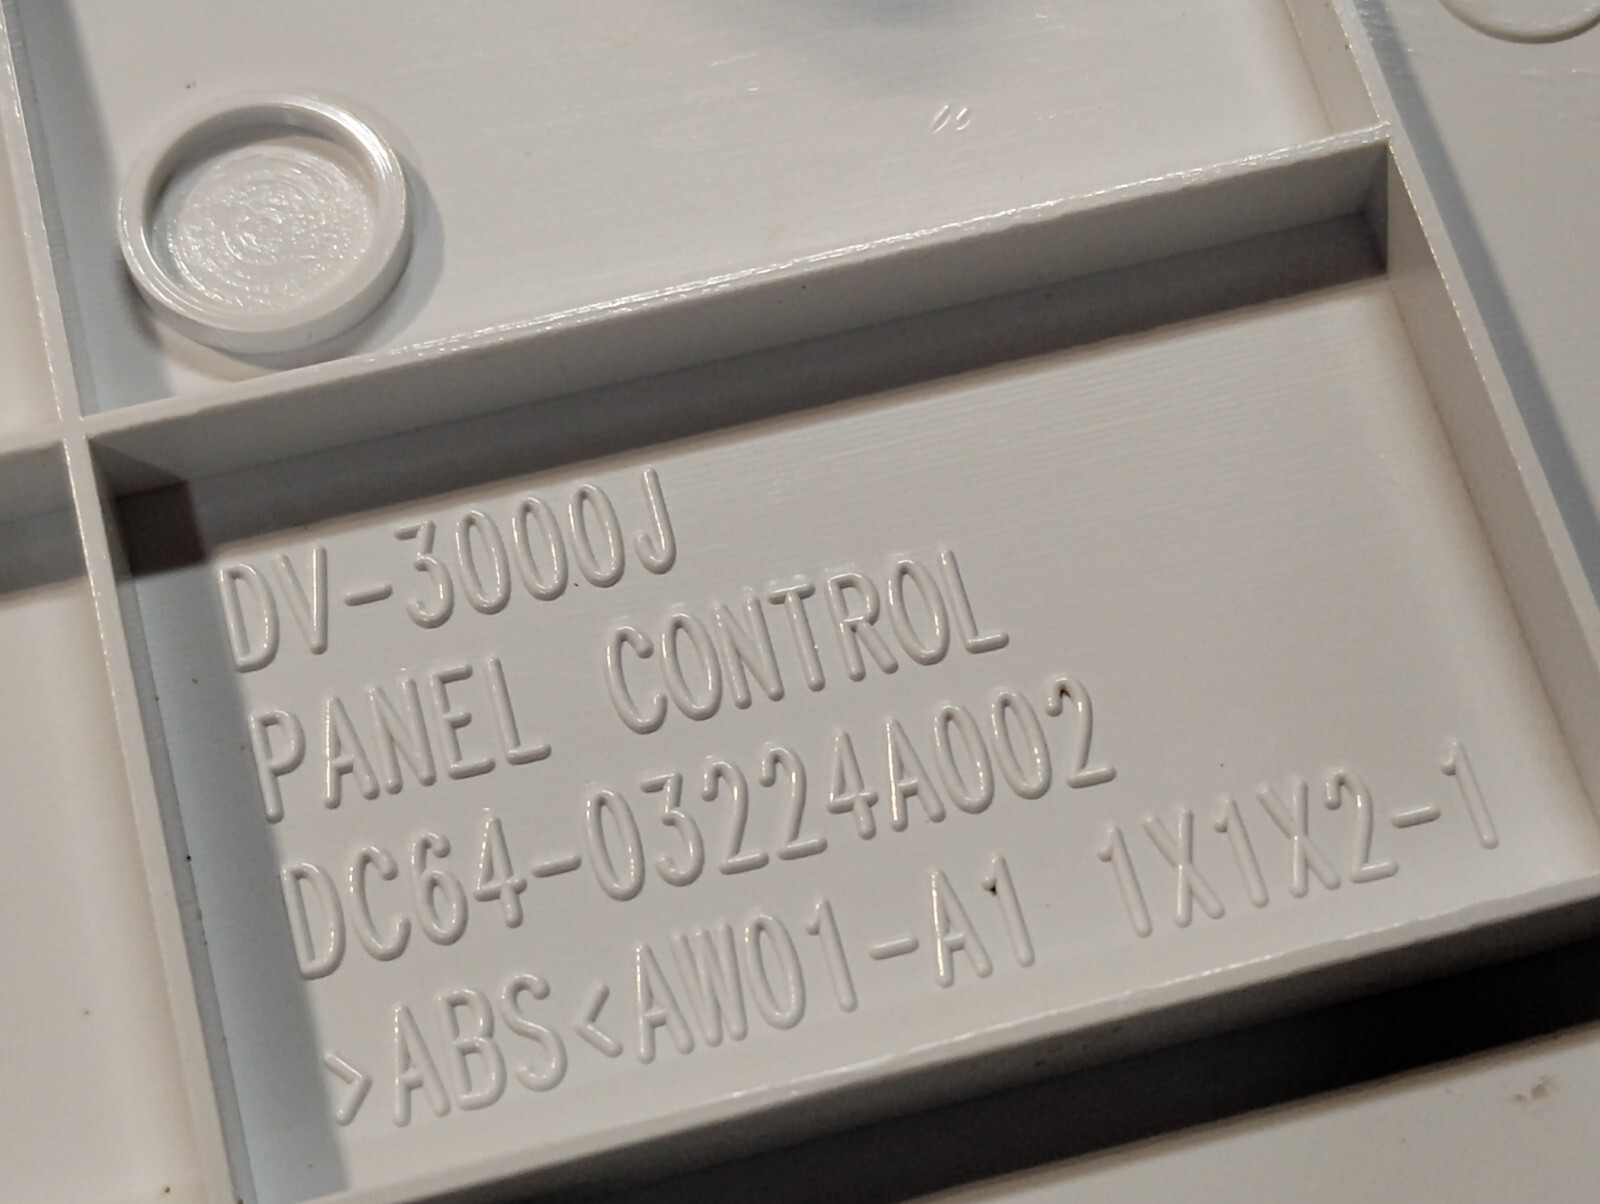 DV-3000J
PANEL CONTROL
DC64-03224A002
>ABS<AW01-A1 1X1X2-1